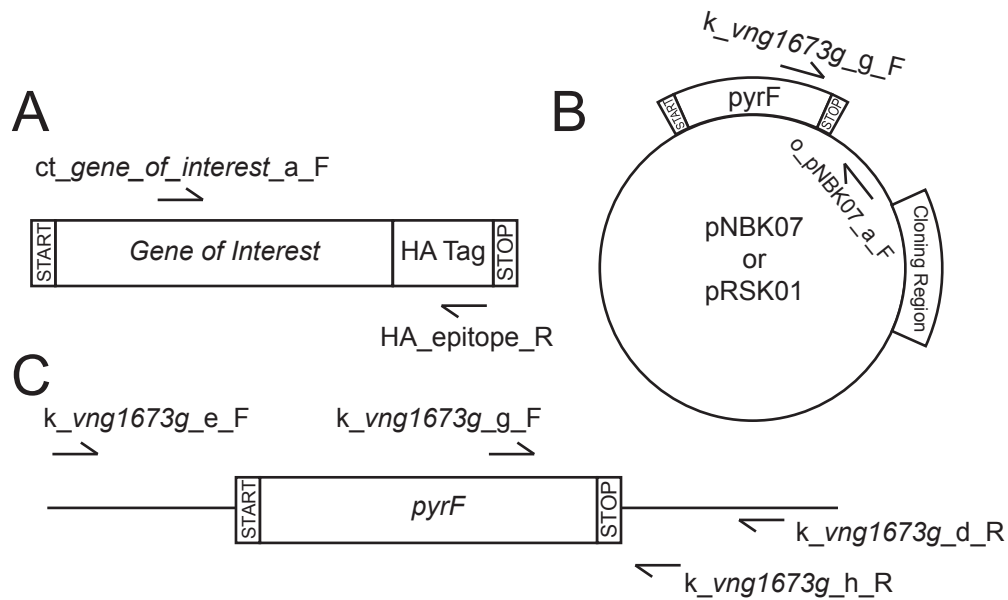 A
ct_gene_of_interest_a_F
START
Gene of Interest
HA Tag
STOP
HA_epitope_R
B
k_vng1673g_g_F
START
pyrF
STOP
o_pNBK07_a_F
pNBK07
or
pRSK01
Cloning Region
C
k_vng1673g_e_F
k_vng1673g_g_F
START
pyrF
STOP
k_vng1673g_d_R
k_vng1673g_h_R